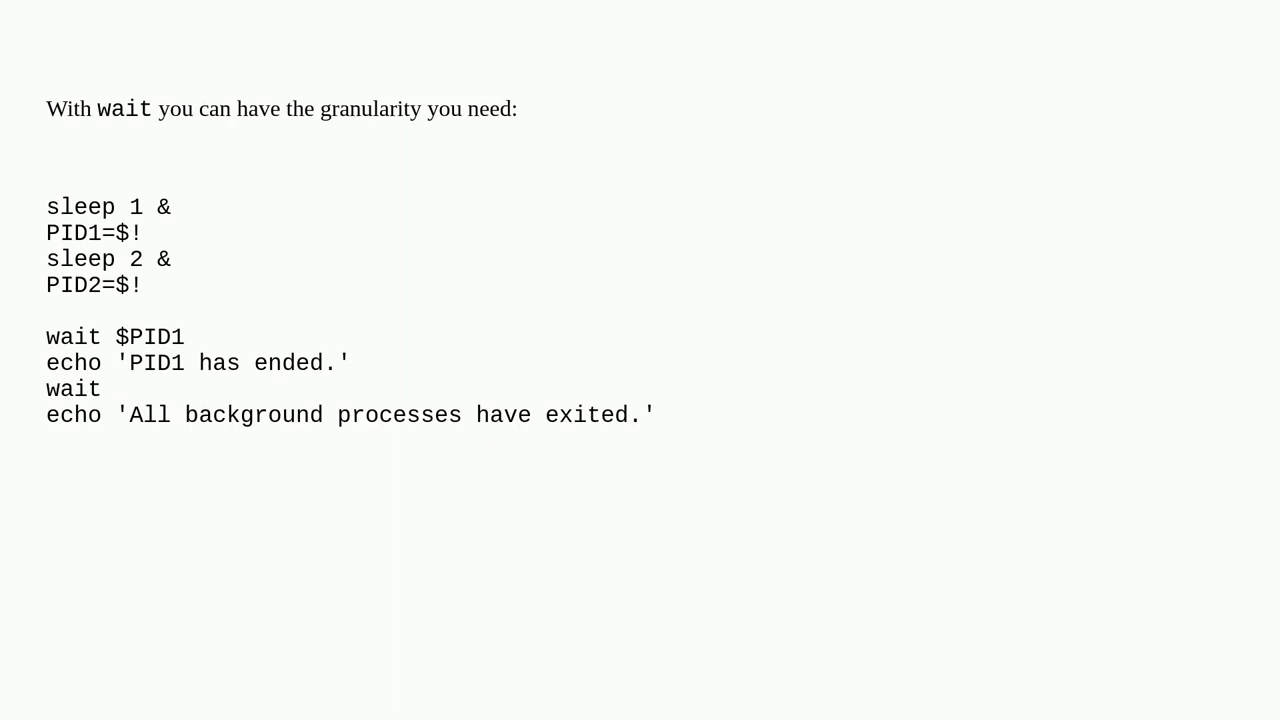 With wait you can have the granularity you need:
sleep 1 &
PID1=$!
sleep 2 &
PID2=$!
wait $PID1
echo 'PID1 has ended.'
wait
echo 'All background processes have exited.'